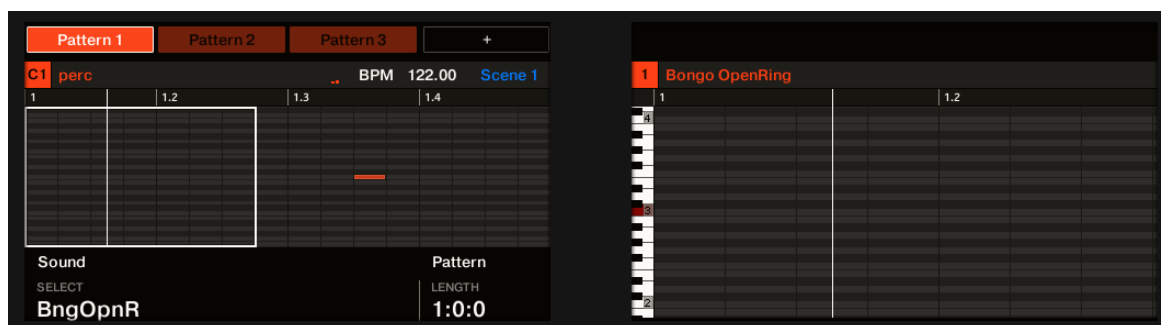 Pattern 1 Pattern 2 Pattern 3 +
C1 perc BPM 122.00 Scene 1
1 1.2 1.3 1.4
Sound Pattern
SELECT LENGTH
BngOpnR 1:0:0
1 Bongo OpenRing
1 1.2
4
3
2